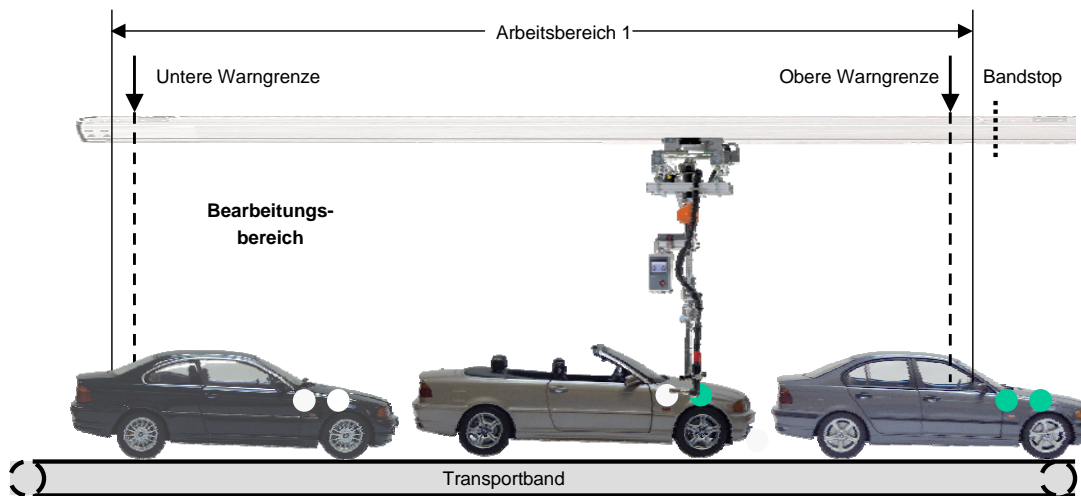 Arbeitsbereich 1
Untere Warngrenze
Obere Warngrenze
Bandstop
Bearbeitungs-
bereich
Transportband